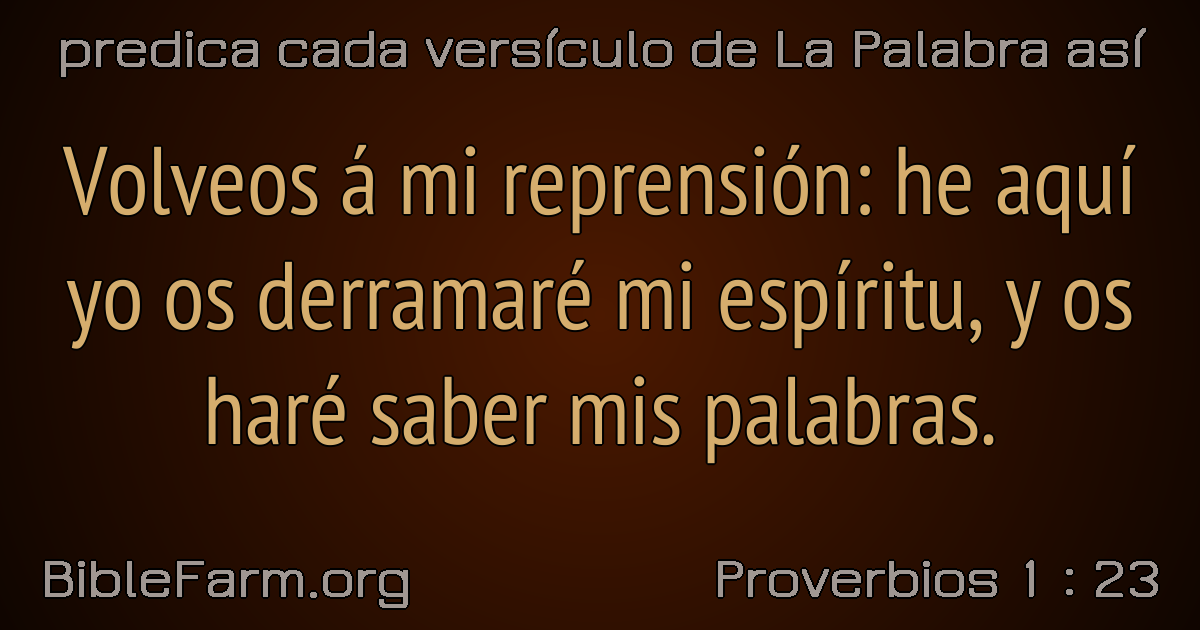 predica cada versículo de La Palabra así
Volveos á mi reprensión: he aquí
yo os derramaré mi espíritu, y os
haré saber mis palabras.
BibleFarm.org
Proverbios 1 : 23